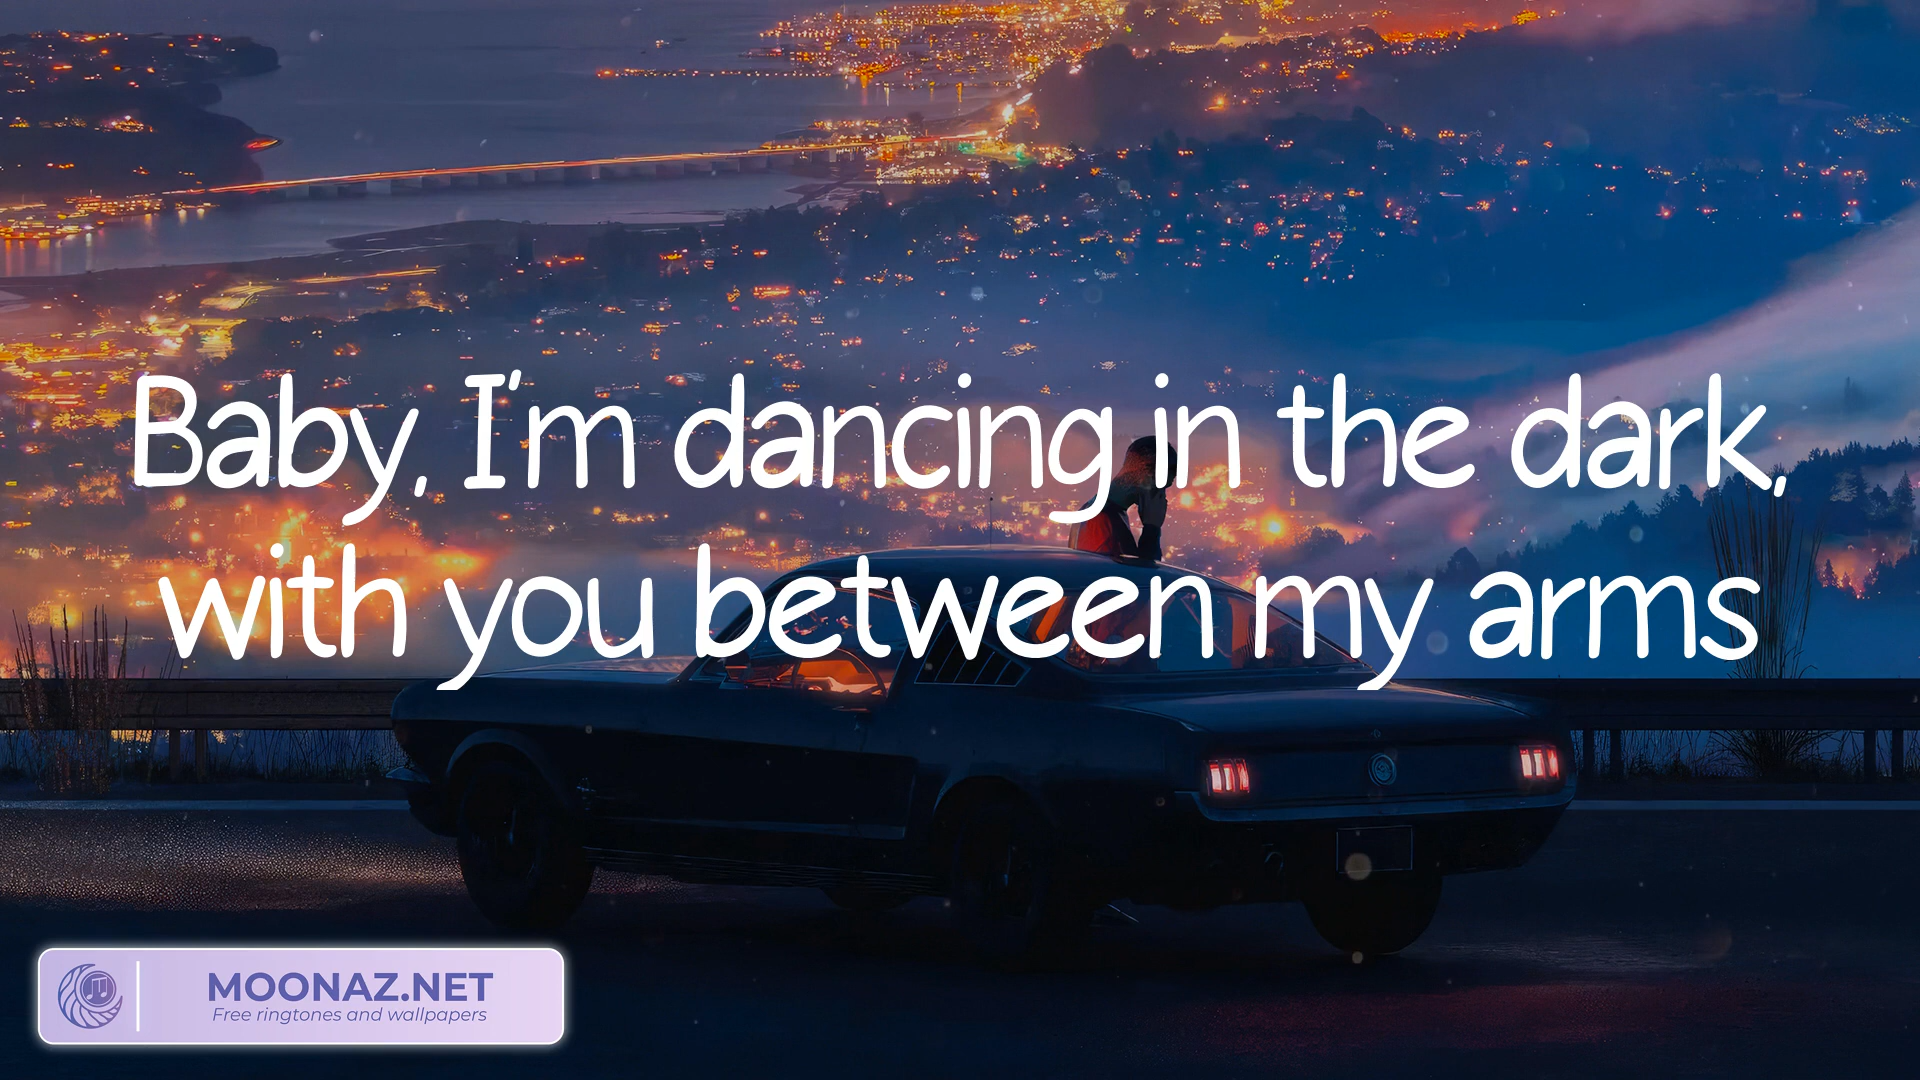 Baby, I'm dancing in the dark,
with you between my arms
MOONAZ.NET
Free ringtones and wallpapers